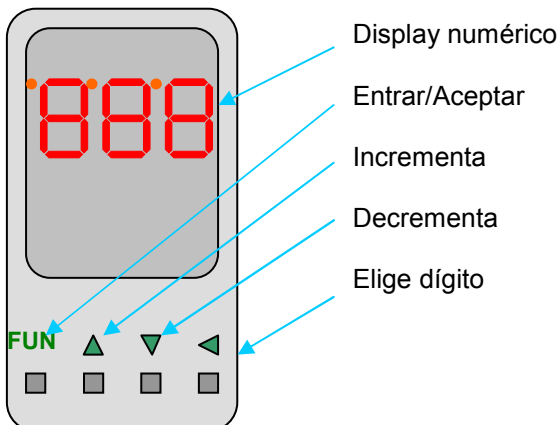 Display numérico
888
Entrar/Aceptar
Incrementa
Decrementa
Elige dígito
FUN